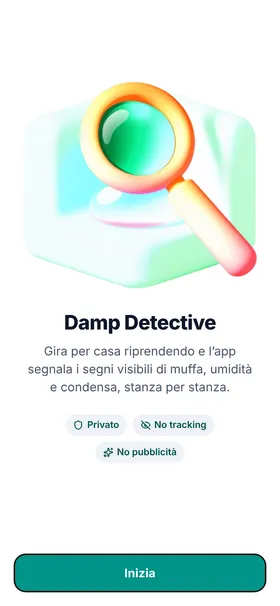 Damp Detective
Gira per casa riprendendo e l’app
segnala i segni visibili di muffa, umidità
e condensa, stanza per stanza.
Privato
No tracking
No pubblicità
Inizia